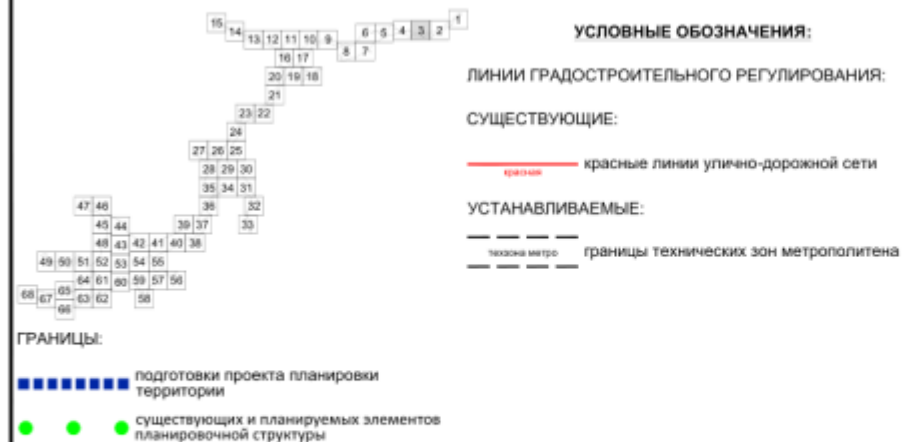 1
15
14
13 12 11 10 9
8 7
6 5 4 3 2
16 17
20 19 18
21
23 22
24
27 26 25
28 29 30
35 34 31
36
32
33
47 46
45 44
39 37
48 43 42 41 40 38
49 50 51 52 53 54 55
64 61 60 59 57 56
68 67 65 63 62
66
58
ГРАНИЦЫ:
подготовки проекта планировки
территории
существующих и планируемых элементов
планировочной структуры
УСЛОВНЫЕ ОБОЗНАЧЕНИЯ:
ЛИНИИ ГРАДОСТРОИТЕЛЬНОГО РЕГУЛИРОВАНИЯ:
СУЩЕСТВУЮЩИЕ:
красная
красные линии улично-дорожной сети
УСТАНАВЛИВАЕМЫЕ:
техзона метро
границы технических зон метрополитена